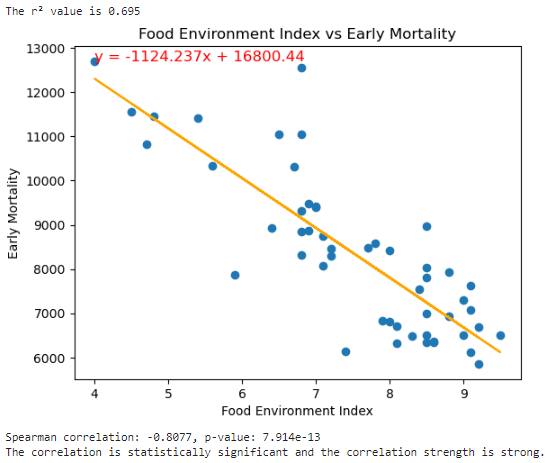 The r² value is 0.695
Food Environment Index vs Early Mortality
y = -1124.237x + 16800.44
13000
12000
11000
10000
9000
8000
7000
6000
Early Mortality
4 5 6 7 8 9
Food Environment Index
Spearman correlation: -0.8077, p-value: 7.914e-13
The correlation is statistically significant and the correlation strength is strong.